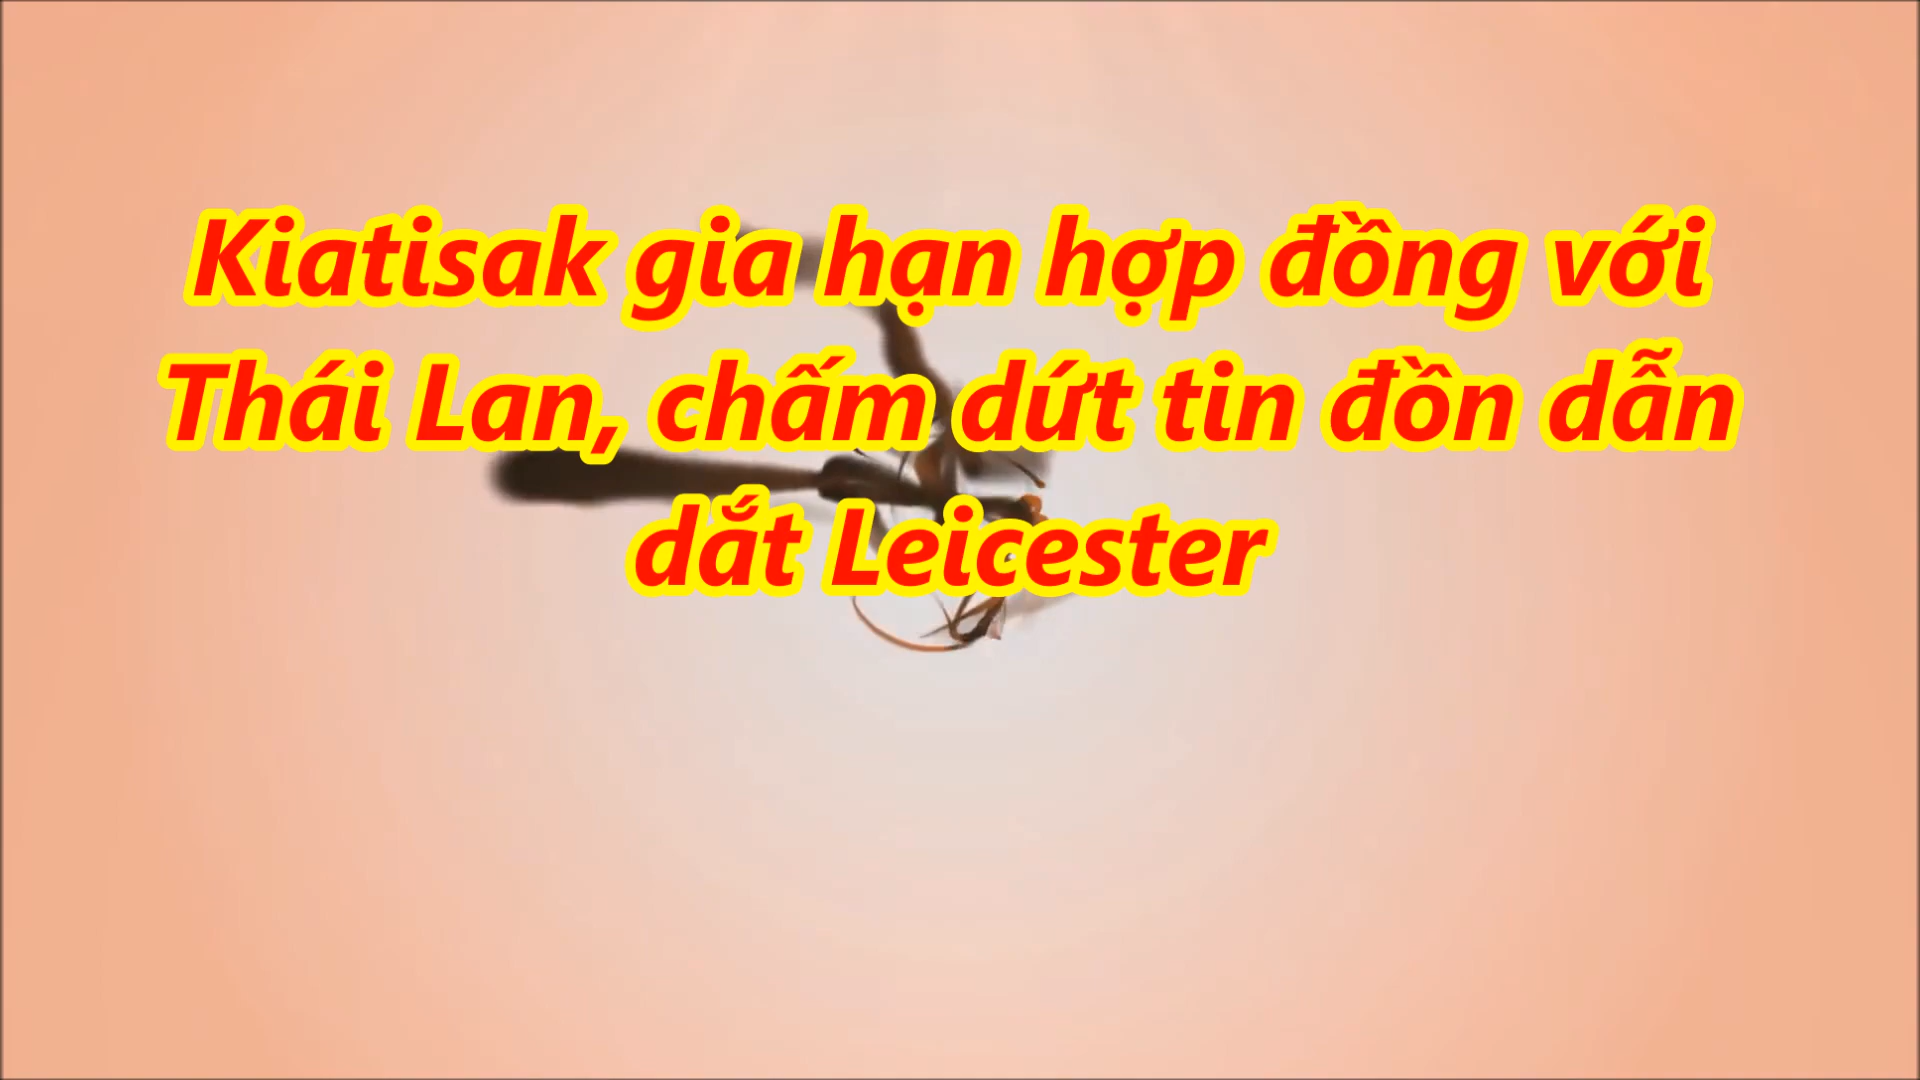 Kiatisak gia hạn hợp đồng với
Thái Lan, chấm dứt tin đồn dẫn
dắt Leicester